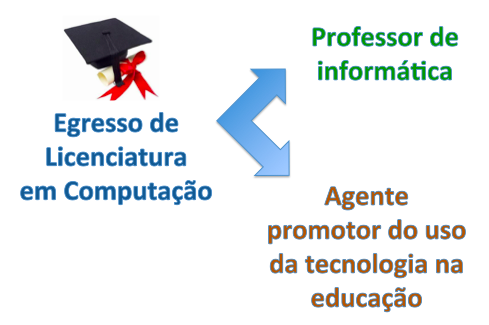 Egresso de
Licenciatura
em Computação
Professor de
informática
Agente
promotor do uso
da tecnologia na
educação